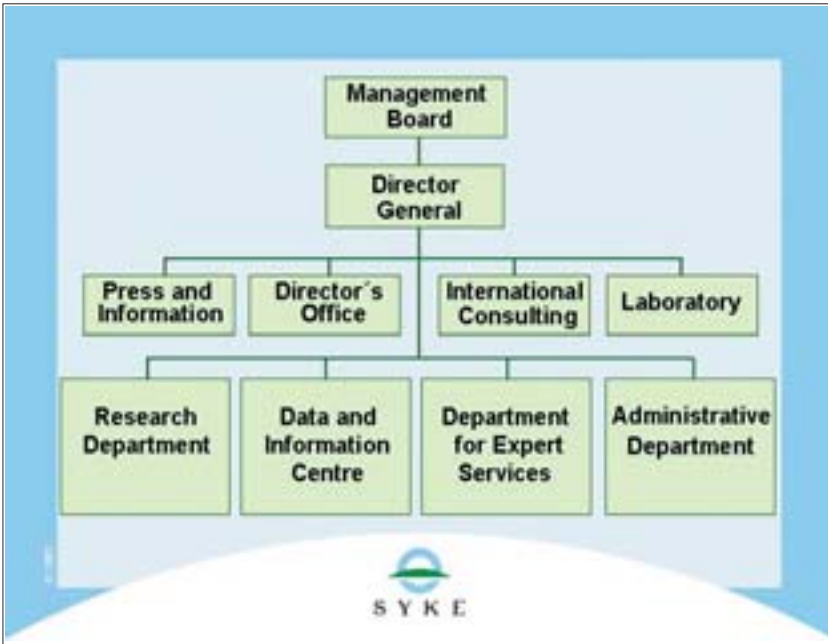 Management
Board
Director
General
Press and
Information
Director´s
Office
International
Consulting
Laboratory
Research
Department
Data and
Information
Centre
Department
for Expert
Services
Administrative
Department
SYKE